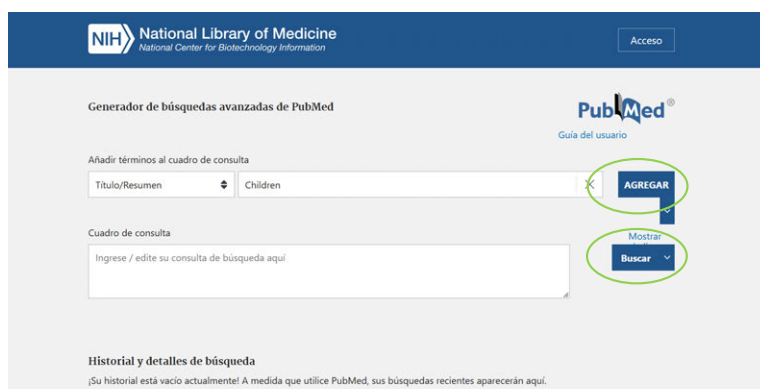 NIH National Library of Medicine
National Center for Biotechnology Information
Acceso
Generador de búsquedas avanzadas de PubMed
PubMed®
Guía del usuario
Añadir términos al cuadro de consulta
Título/Resumen Children AGREGAR
Cuadro de consulta
Mostrar
Ingrese / edite su consulta de búsqueda aquí Buscar
Historial y detalles de búsqueda
¡Su historial está vacío actualmente! A medida que utilice PubMed, sus búsquedas recientes aparecerán aquí.